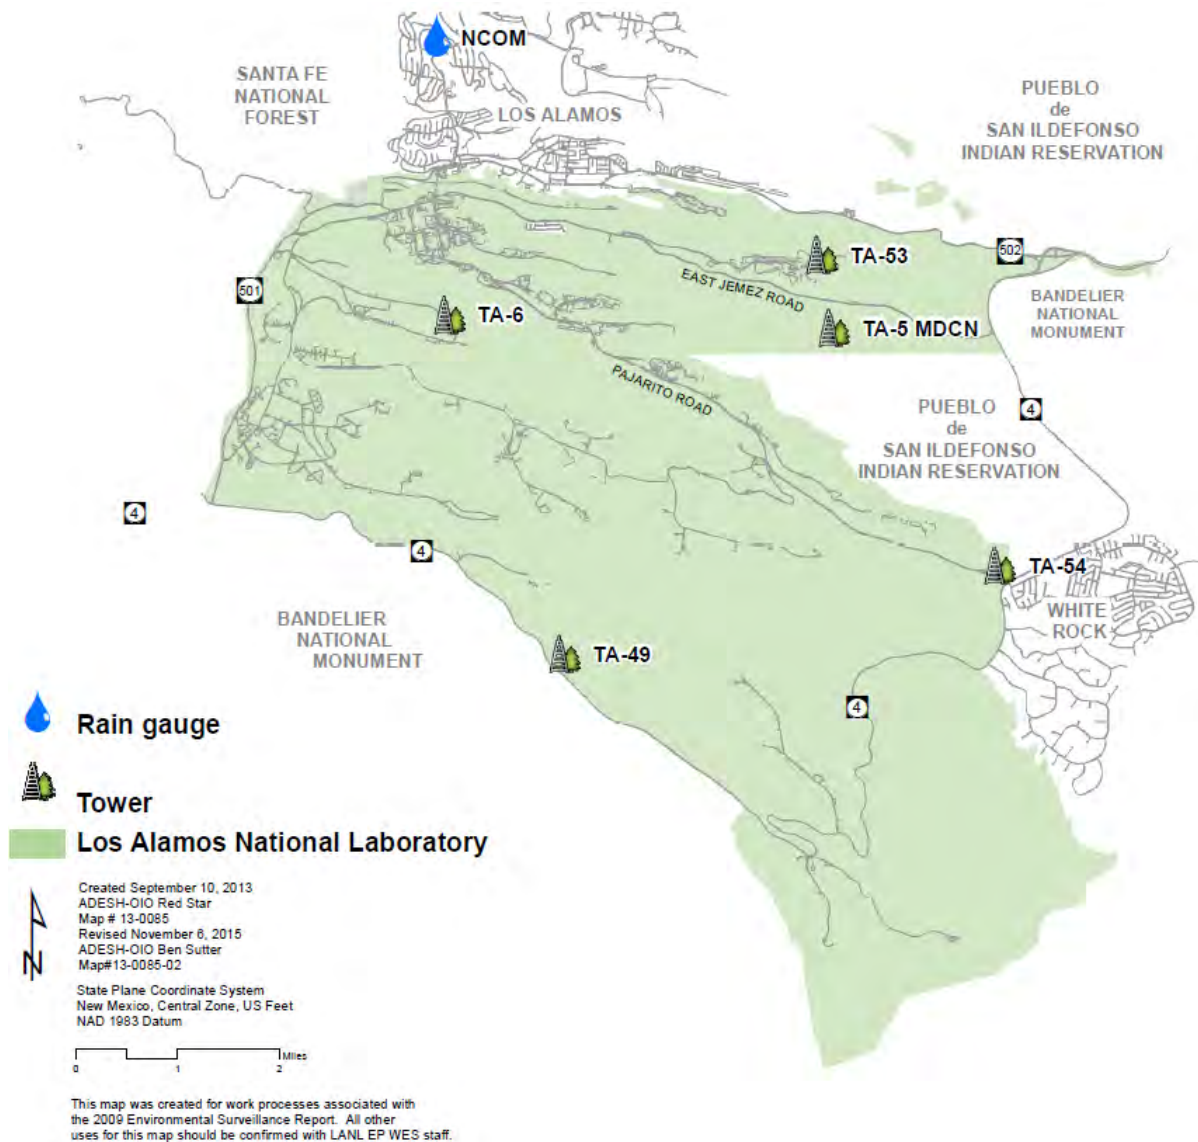 NCOM
SANTA FE
NATIONAL
FOREST
LOS ALAMOS
PUEBLO
de
SAN ILDEFONSO
INDIAN RESERVATION
TA-53
502
EAST JEMEZ ROAD
501
TA-6
TA-5 MDCN
BANDELIER
NATIONAL
MONUMENT
PAJARITO ROAD
4
PUEBLO
de
SAN ILDEFONSO
INDIAN RESERVATION
4
4
TA-54
WHITE
ROCK
BANDELIER
NATIONAL
MONUMENT
TA-49
4
Rain gauge
Tower
Los Alamos National Laboratory
N
Created September 10, 2013
ADESH-OIO Red Star
Map # 13-0085
Revised November 6, 2015
ADESH-OIO Ben Sutter
Map#13-0085-02
State Plane Coordinate System
New Mexico, Central Zone, US Feet
NAD 1983 Datum
Miles
0 1 2
This map was created for work processes associated with
the 2009 Environmental Surveillance Report. All other
uses for this map should be confirmed with LANL EP WES staff.